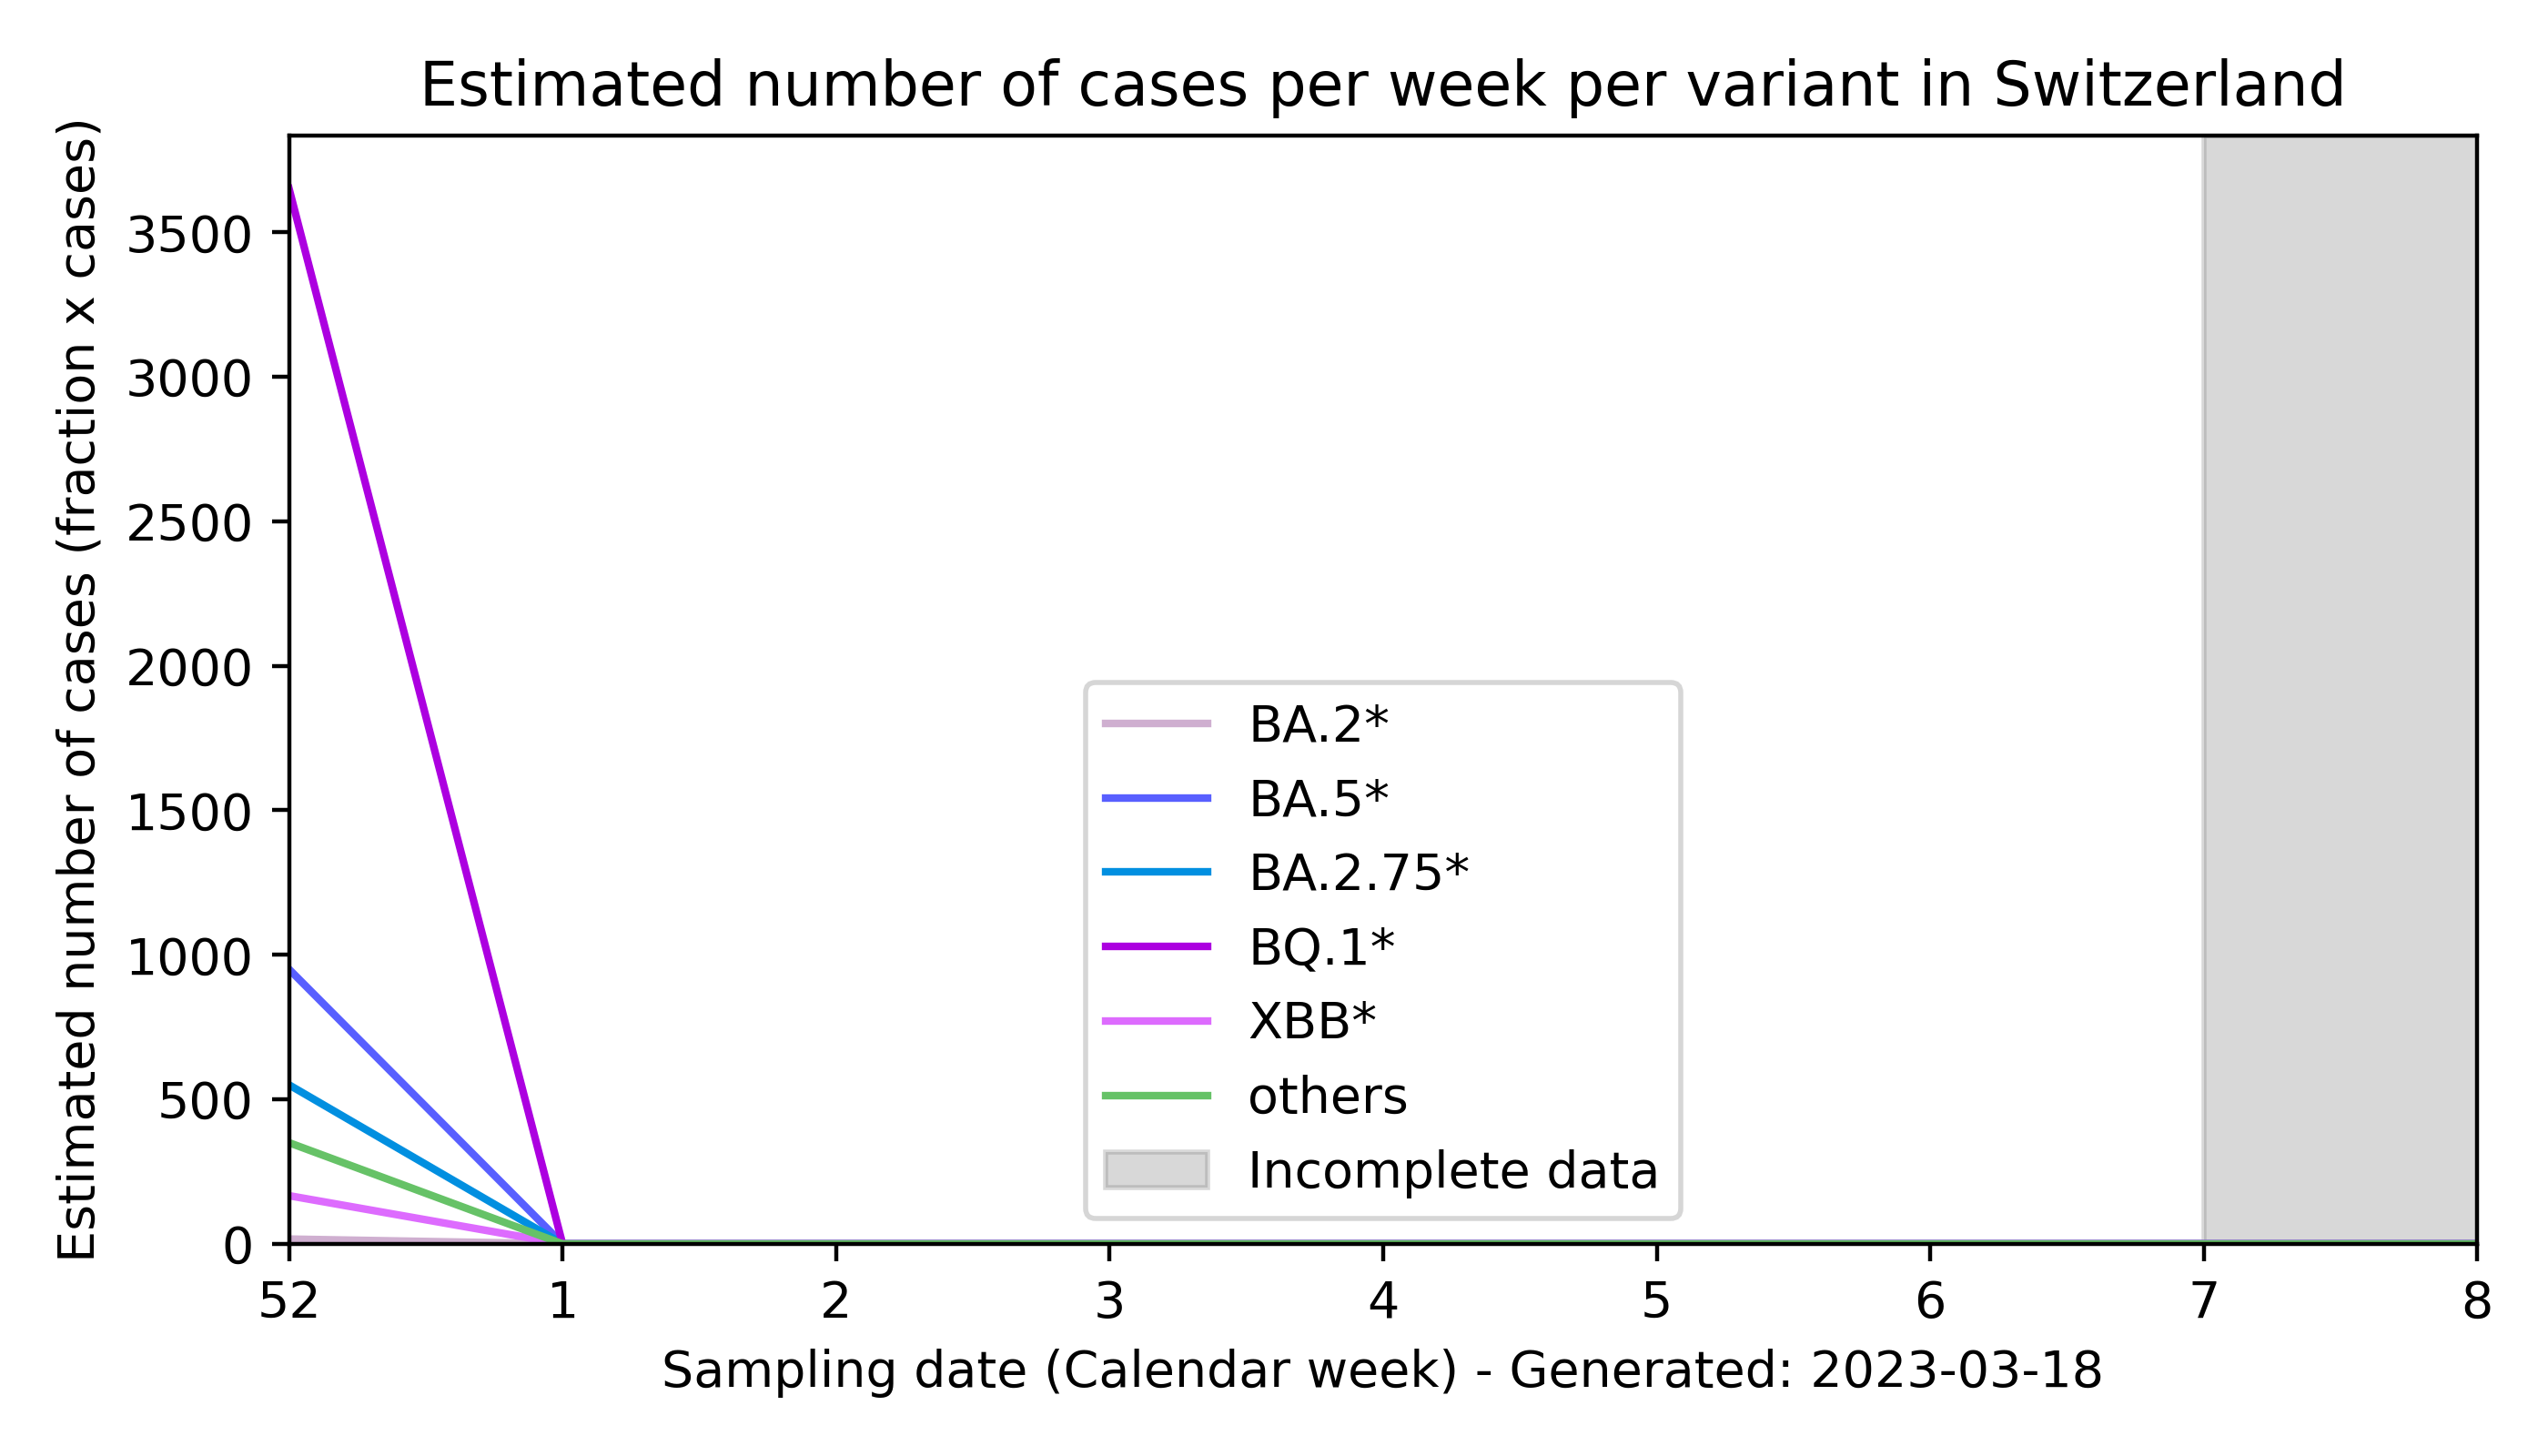 Estimated number of cases per week per variant in Switzerland
Estimated number of cases (fraction x cases)
3500
3000
2500
2000
1500
1000
500
0
BA.2*
BA.5*
BA.2.75*
BQ.1*
XBB*
others
Incomplete data
52 1 2 3 4 5 6 7 8
Sampling date (Calendar week) - Generated: 2023-03-18